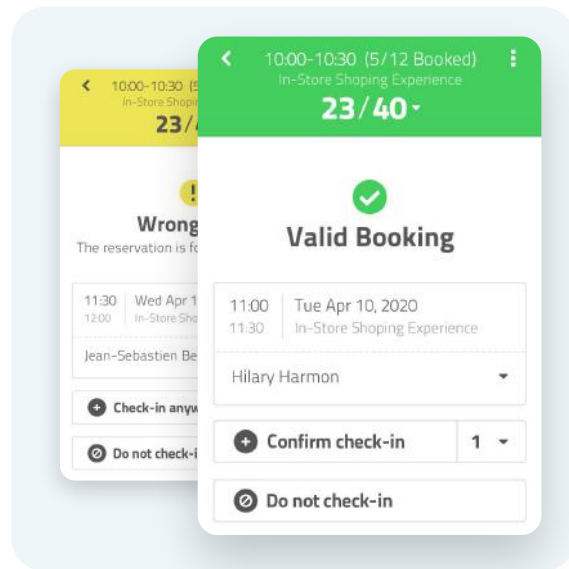 10:00-10:30 (5
In-Store Shopi
23/4
Wrong
The reservation is fo
11:30 Wed Apr 1
12:00 In-Store Sho
Jean-Sebastien Be
Check-in anyw
Do not check-i
10:00-10:30 (5/12 Booked)
In-Store Shoping Experience
23/40
Valid Booking
11:00 Tue Apr 10, 2020
11:30 In-Store Shoping Experience
Hilary Harmon
Confirm check-in 1
Do not check-in